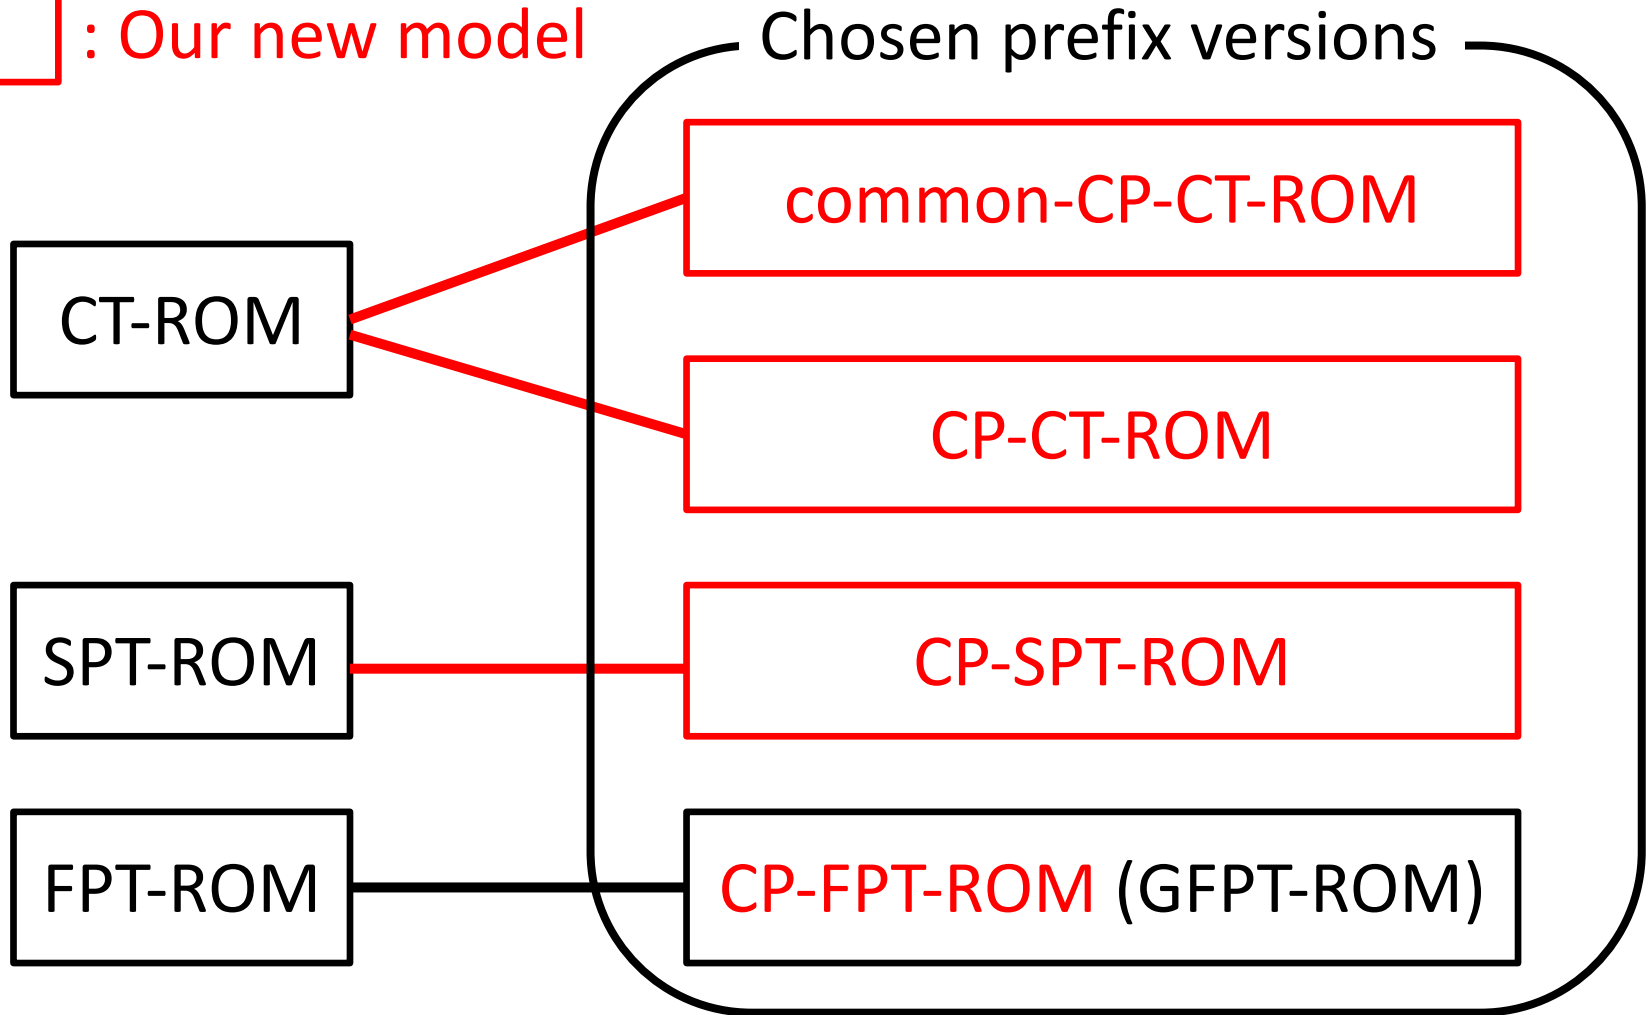 : Our new model
Chosen prefix versions
common-CP-CT-ROM
CT-ROM
CP-CT-ROM
SPT-ROM
CP-SPT-ROM
FPT-ROM
CP-FPT-ROM (GFPT-ROM)